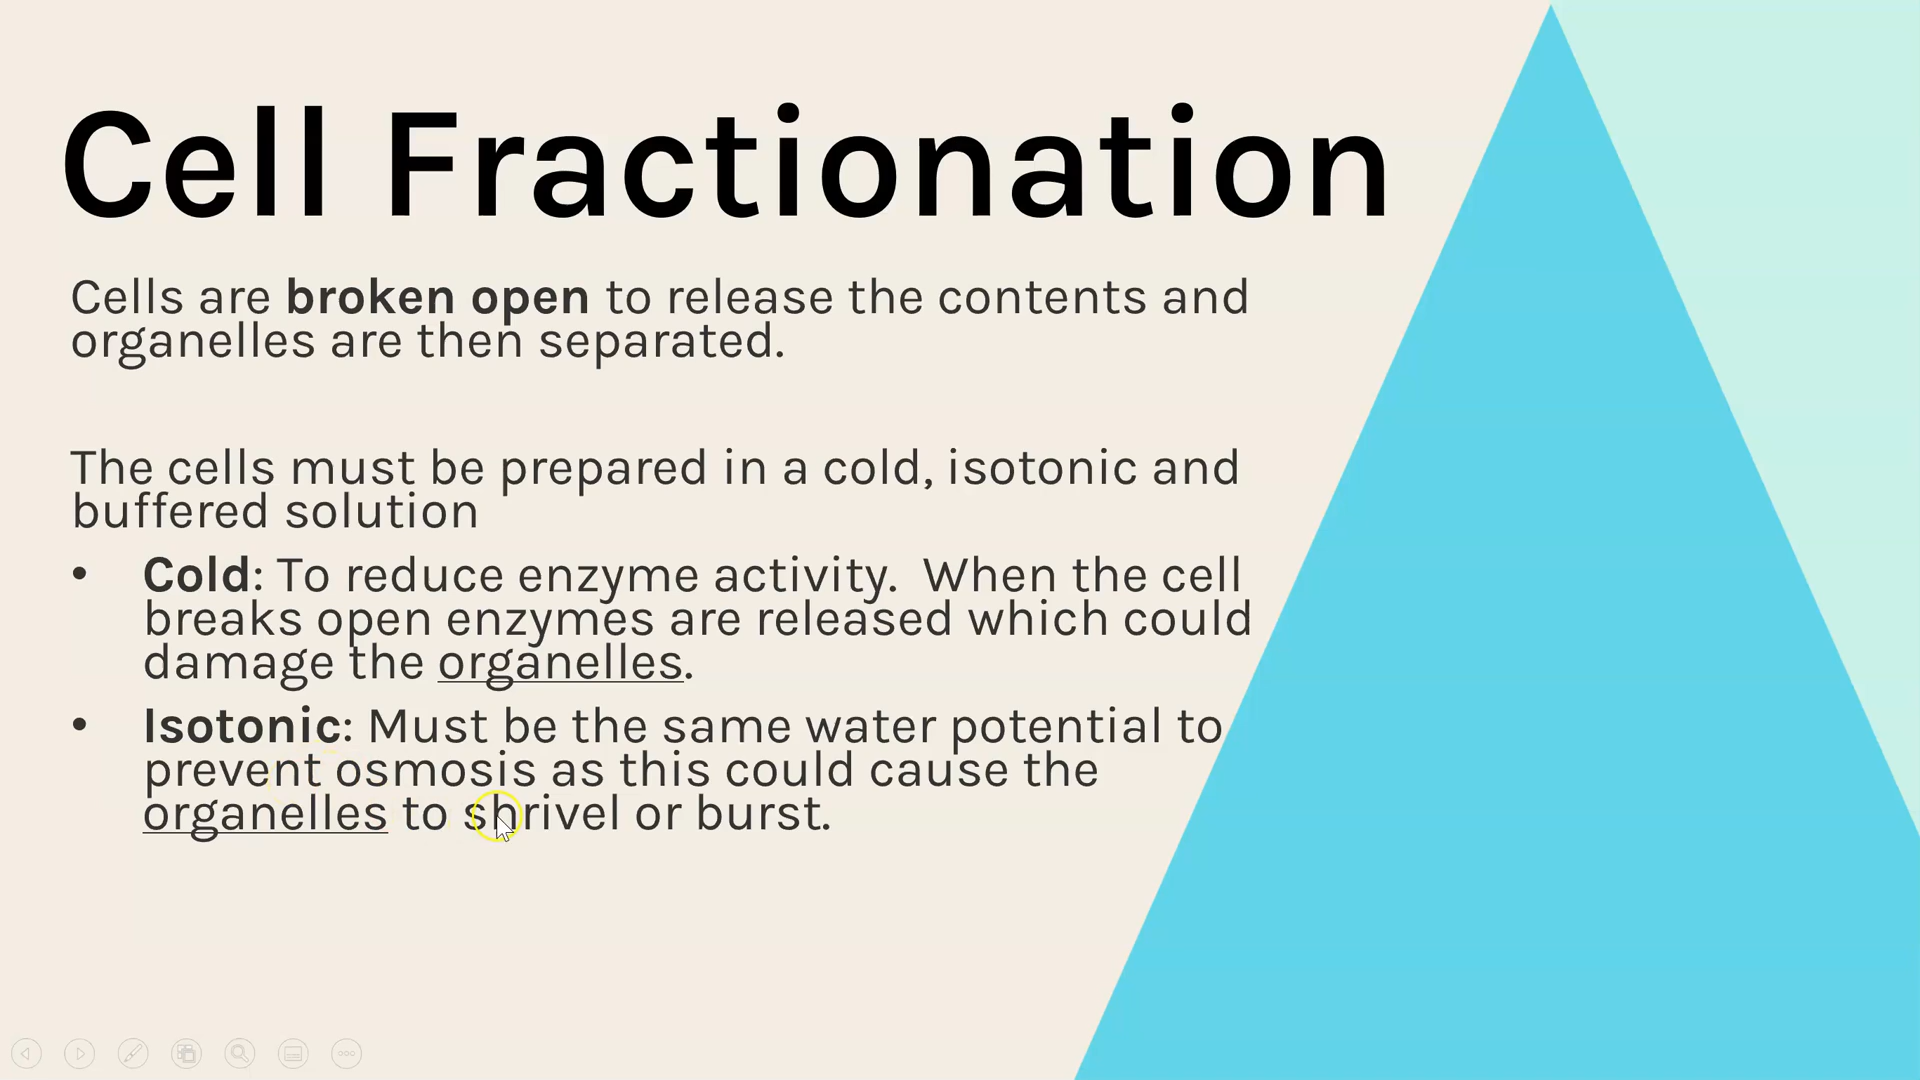 Cell Fractionation
Cells are broken open to release the contents and
organelles are then separated.
The cells must be prepared in a cold, isotonic and
buffered solution
• Cold: To reduce enzyme activity.  When the cell
breaks open enzymes are released which could
damage the organelles.
• Isotonic: Must be the same water potential to
prevent osmosis as this could cause the
organelles to shrivel or burst.